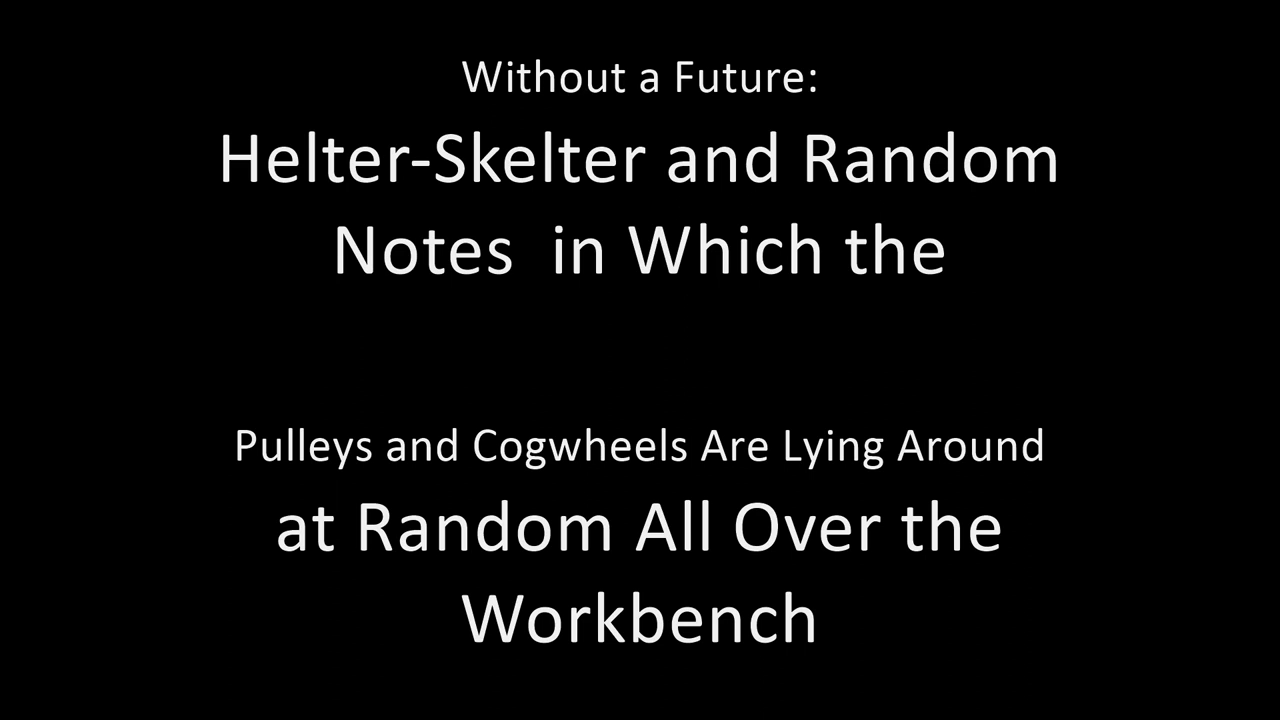 Without a Future:
Helter-Skelter and Random
Notes  in Which the
Pulleys and Cogwheels Are Lying Around
at Random All Over the
Workbench